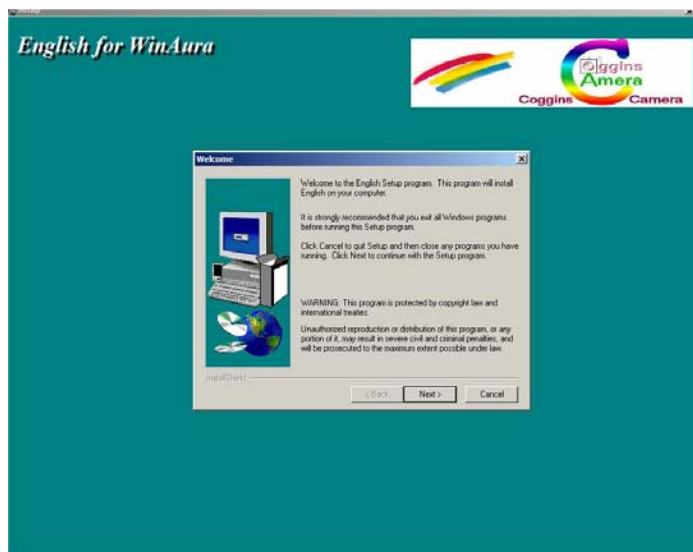 Setup
English for WinAura
Coggins
Camera
Coggins Camera
Welcome
Welcome to the English Setup program. This program will install
English on your computer.
It is strongly recommended that you exit all Windows programs
before running this Setup program.
Click Cancel to quit Setup and then close any programs you have
running. Click Next to continue with the Setup program.
WARNING: This program is protected by copyright law and
international treaties.
Unauthorized reproduction or distribution of this program, or any
portion of it, may result in severe civil and criminal penalties, and
will be prosecuted to the maximum extent possible under law.
InstallShield
< Back
Next >
Cancel